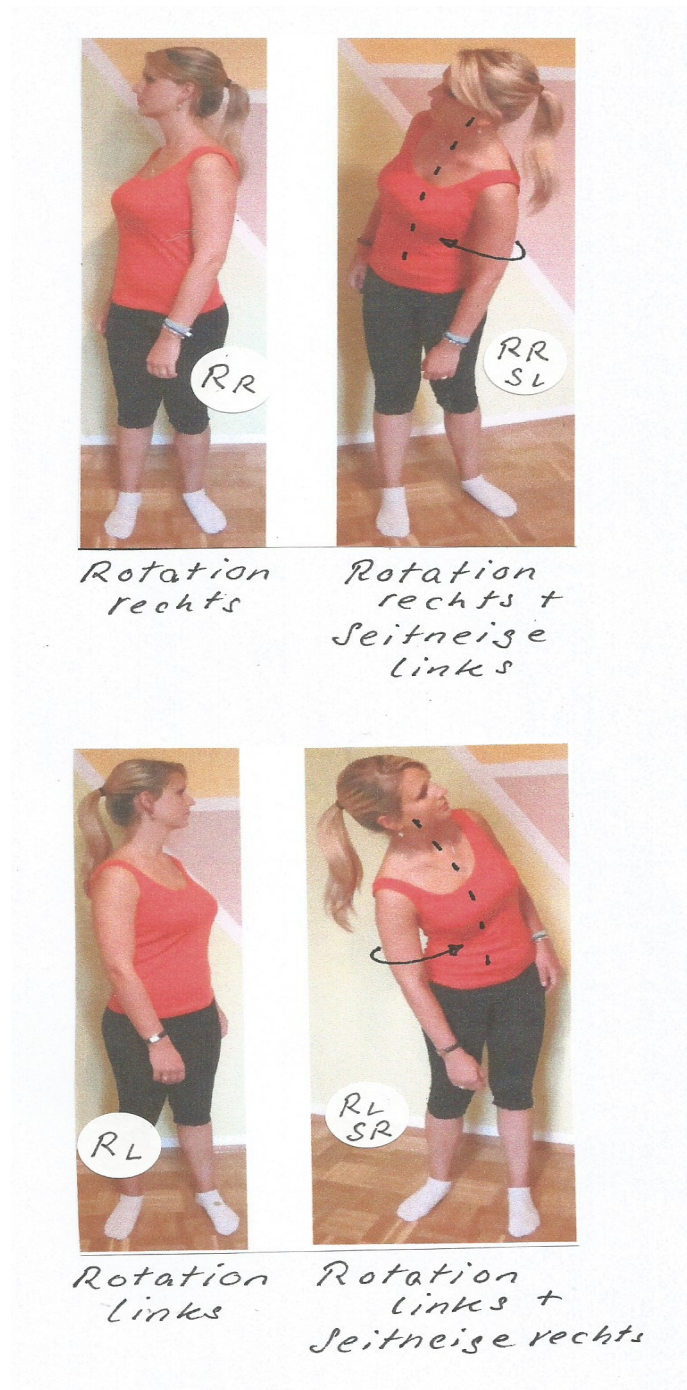 RR
RR
SL
Rotation
rechts
Rotation
rechts +
Seitneige
links
RL
RL
SR
Rotation
links
Rotation
links +
Seitneige rechts